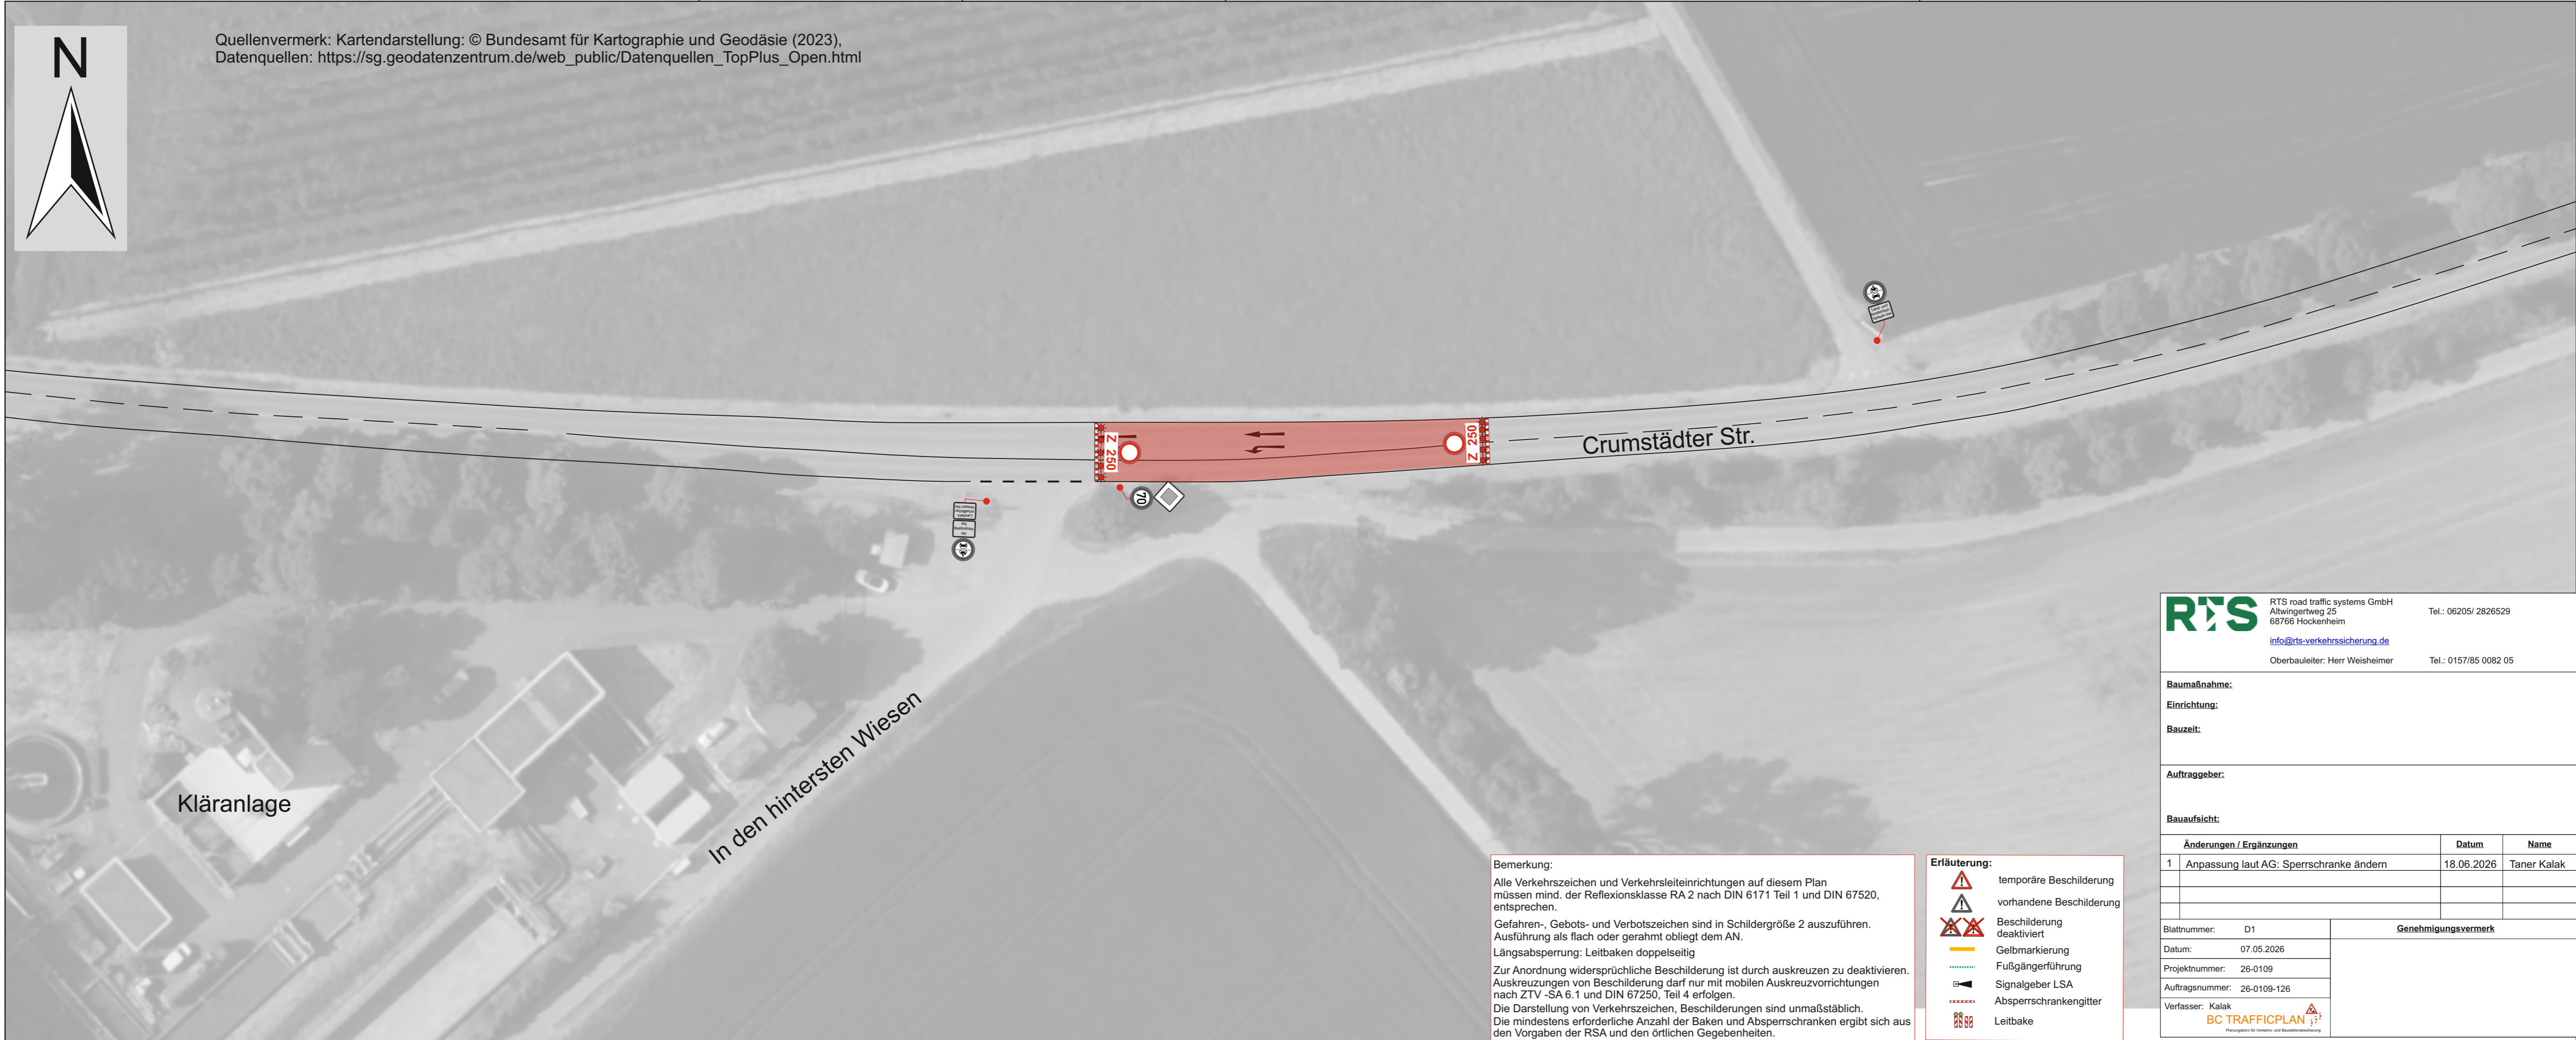 N
Quellenvermerk: Kartendarstellung: © Bundesamt für Kartographie und Geodäsie (2023),
Datenquellen: https://sg.geodatenzentrum.de/web_public/Datenquellen_TopPlus_Open.html
Z 250
Z 250
Crumstädter Str.
70
In den hintersten Wiesen
Kläranlage
Bemerkung:
Alle Verkehrszeichen und Verkehrsleiteinrichtungen auf diesem Plan
müssen mind. der Reflexionsklasse RA 2 nach DIN 6171 Teil 1 und DIN 67520,
entsprechen.
Gefahren-, Gebots- und Verbotszeichen sind in Schildergröße 2 auszuführen.
Ausführung als flach oder gerahmt obliegt dem AN.
Längsabsperrung: Leitbaken doppelseitig
Zur Anordnung widersprüchliche Beschilderung ist durch auskreuzen zu deaktivieren.
Auskreuzungen von Beschilderung darf nur mit mobilen Auskreuzvorrichtungen
nach ZTV -SA 6.1 und DIN 67250, Teil 4 erfolgen.
Die Darstellung von Verkehrszeichen, Beschilderungen sind unmaßstäblich.
Die mindestens erforderliche Anzahl der Baken und Absperrschranken ergibt sich aus
den Vorgaben der RSA und den örtlichen Gegebenheiten.
Erläuterung:
temporäre Beschilderung
vorhandene Beschilderung
Beschilderung
deaktiviert
Gelbmarkierung
Fußgängerführung
Signalgeber LSA
Absperrschrankengitter
Leitbake
RTS
RTS road traffic systems GmbH
Altwingertweg 25
68766 Hockenheim
Tel.: 06205/ 2826529
info@rts-verkehrssicherung.de
Oberbauleiter: Herr Weisheimer Tel.: 0157/85 0082 05
Baumaßnahme:
Einrichtung:
Bauzeit:
Auftraggeber:
Bauaufsicht:
Änderungen / Ergänzungen Datum Name
1 Anpassung laut AG: Sperrschranke ändern 18.06.2026 Taner Kalak
Blattnummer: D1
Genehmigungsvermerk
Datum: 07.05.2026
Projektnummer: 26-0109
Auftragsnummer: 26-0109-126
Verfasser: Kalak
BC TRAFFICPLAN
Planungsbüro für Verkehrs- und Baustellenabsicherung